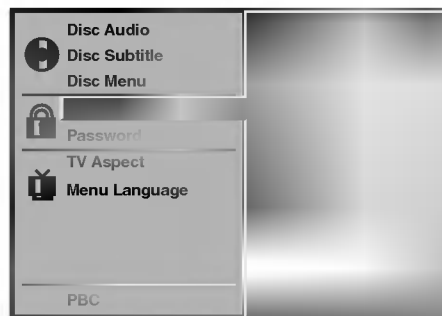 Disc Audio
Disc Subtitle
Disc Menu
Password
TV Aspect
Menu Language
PBC